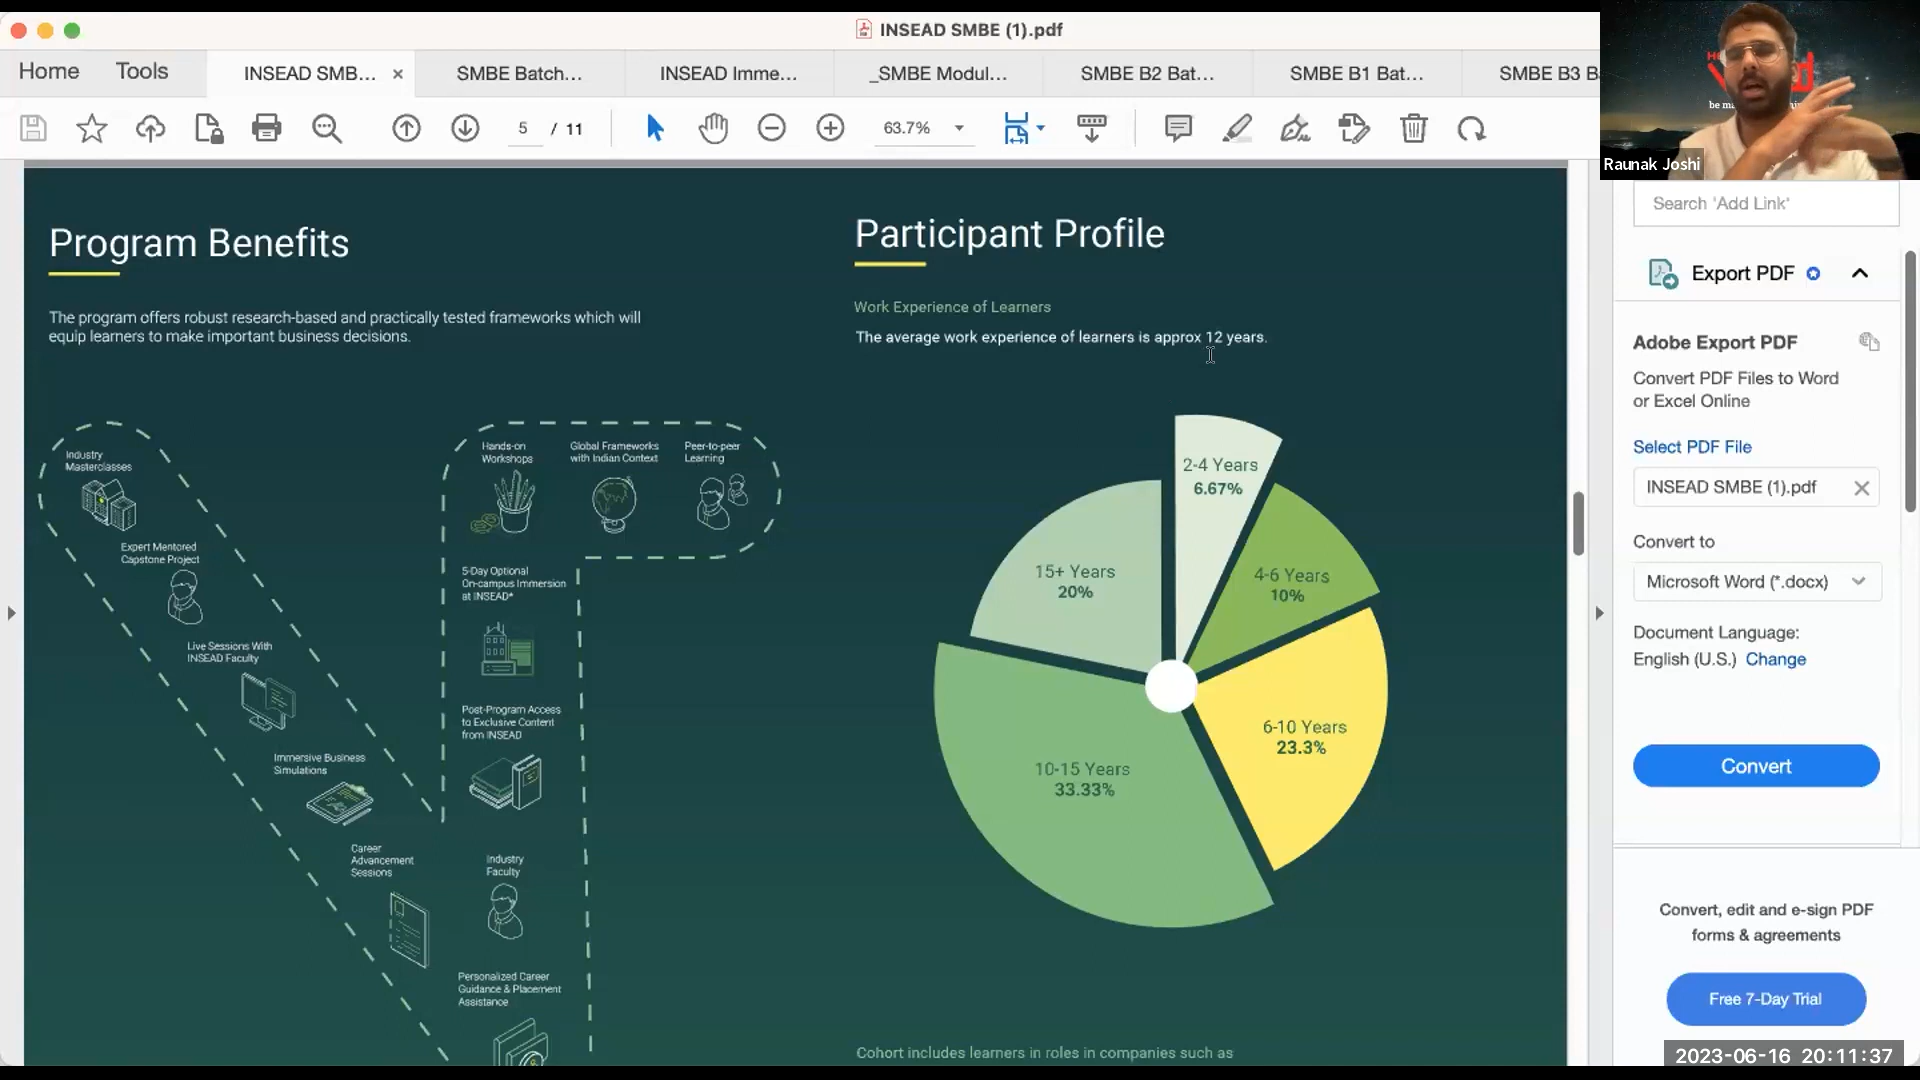 INSEAD SMBE (1).pdf
Home
Tools
INSEAD SMB...
SMBE Batch...
INSEAD Imme...
_SMBE Modul...
SMBE B2 Bat...
SMBE B1 Bat...
SMBE B3 B
5 / 11
63.7%
Raunak Joshi
Program Benefits
The program offers robust research-based and practically tested frameworks which will
equip learners to make important business decisions.
Industry
Masterclasses
Expert Mentored
Capstone Project
Live Sessions With
INSEAD Faculty
Immersive Business
Simulations
Career
Advancement
Sessions
Hands-on
Workshops
Global Frameworks
with Indian Context
Peer-to-peer
Learning
5-Day Optional
On-campus Immersion
at INSEAD*
Post-Program Access
to Exclusive Content
from INSEAD
Industry
Faculty
Personalized Career
Guidance & Placement
Assistance
Participant Profile
Work Experience of Learners
The average work experience of learners is approx 12 years.
2-4 Years
6.67%
4-6 Years
10%
6-10 Years
23.3%
10-15 Years
33.33%
15+ Years
20%
Cohort includes learners in roles in companies such as
Search 'Add Link'
Export PDF
Adobe Export PDF
Convert PDF Files to Word
or Excel Online
Select PDF File
INSEAD SMBE (1).pdf
Convert to
Microsoft Word (*.docx)
Document Language:
English (U.S.) Change
Convert
Convert, edit and e-sign PDF
forms & agreements
Free 7-Day Trial
2023-06-16 20:11:37